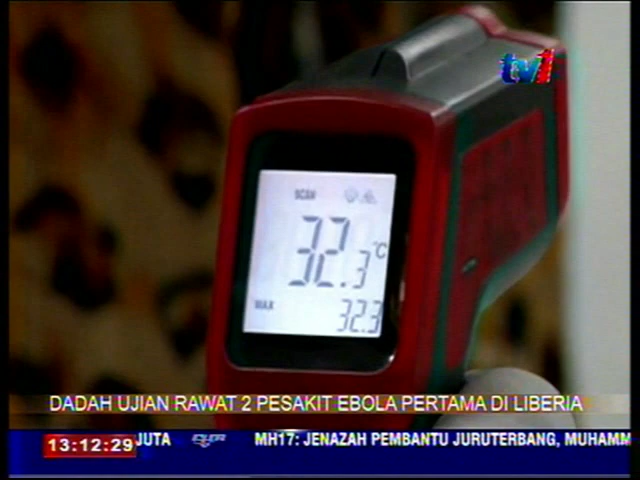 tv1
SCAN
32.3 °C
MAX 32.3
DADAH UJIAN RAWAT 2 PESAKIT EBOLA PERTAMA DI LIBERIA
13:12:29 JUTA MH17: JENAZAH PEMBANTU JURUTERBANG, MUHAMM